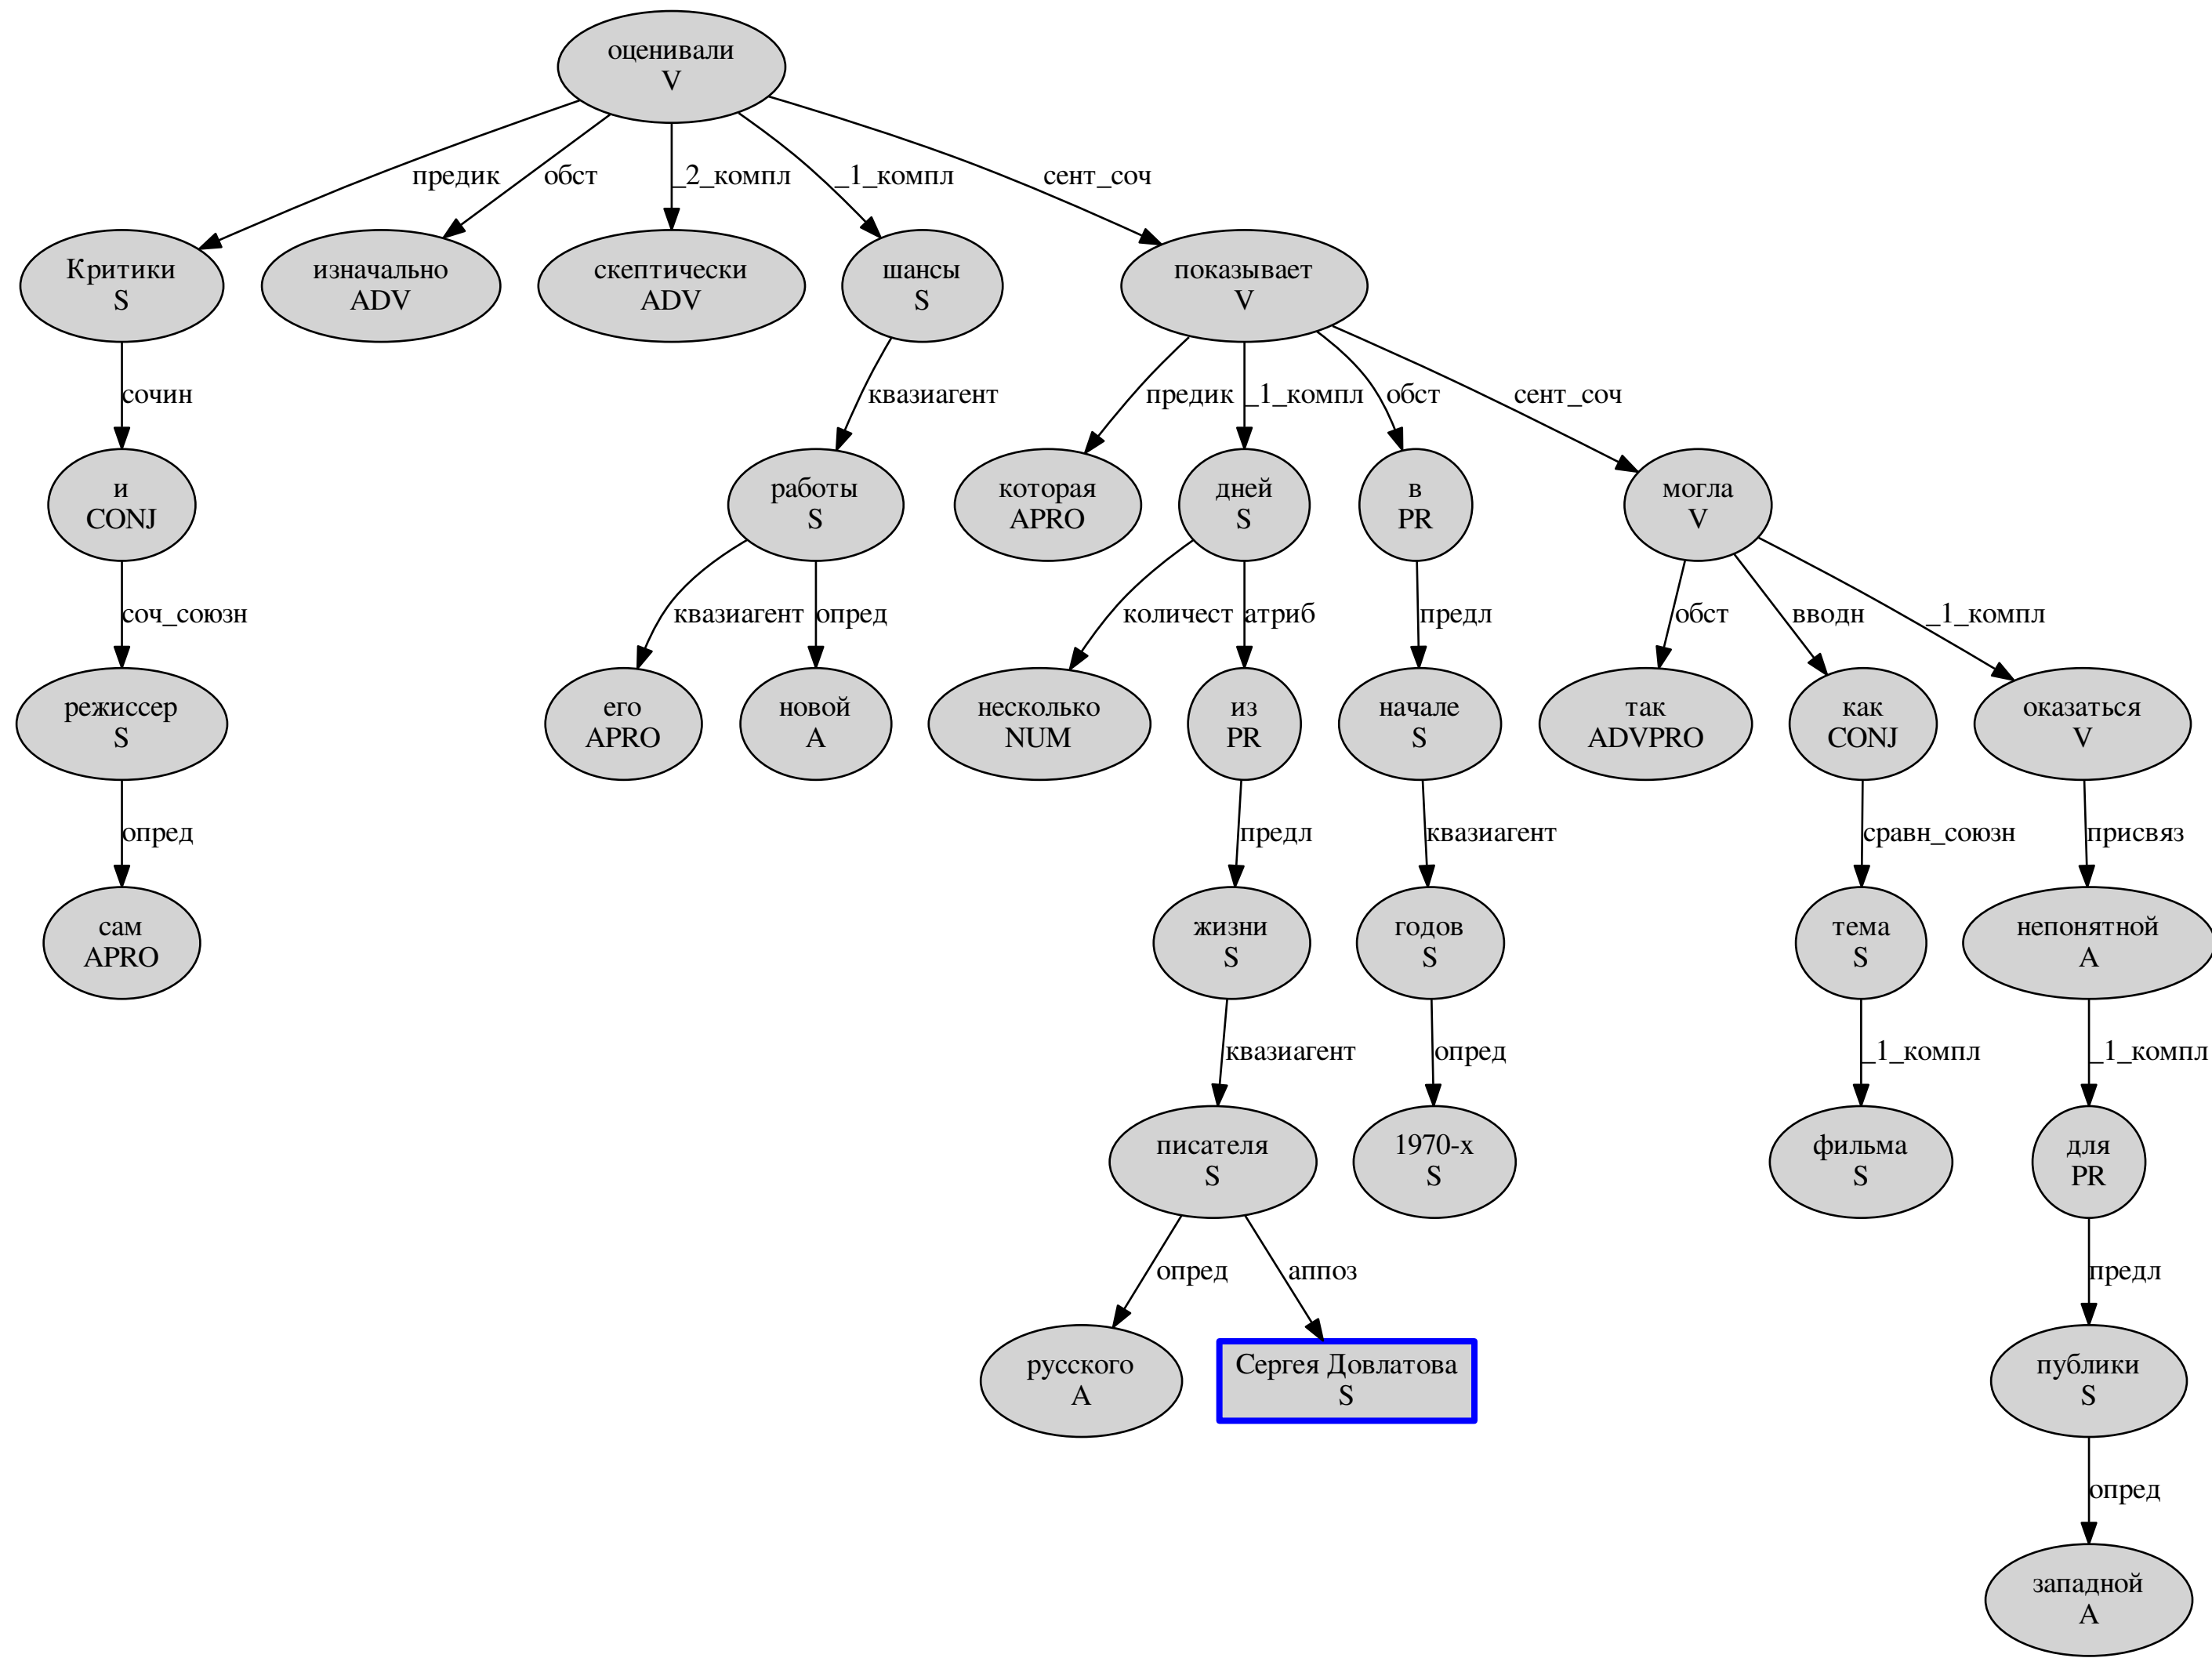 оценивали
V
предик
обст
_2_компл
_1_компл
сент_соч
Критики
S
изначально
ADV
скептически
ADV
шансы
S
показывает
V
сочин
квазиагент
предик
_1_компл
обст
сент_соч
и
CONJ
работы
S
которая
APRO
дней
S
в
PR
могла
V
соч_союзн
квазиагент
опред
количест
атриб
предл
обст
вводн
_1_компл
режиссер
S
его
APRO
новой
A
несколько
NUM
из
PR
начале
S
так
ADVPRO
как
CONJ
оказаться
V
опред
предл
квазиагент
сравн_союзн
присвяз
сам
APRO
жизни
S
годов
S
тема
S
непонятной
A
квазиагент
опред
_1_компл
_1_компл
писателя
S
1970-х
S
фильма
S
для
PR
опред
аппоз
предл
русского
A
Сергея Довлатова
S
публики
S
опред
западной
A